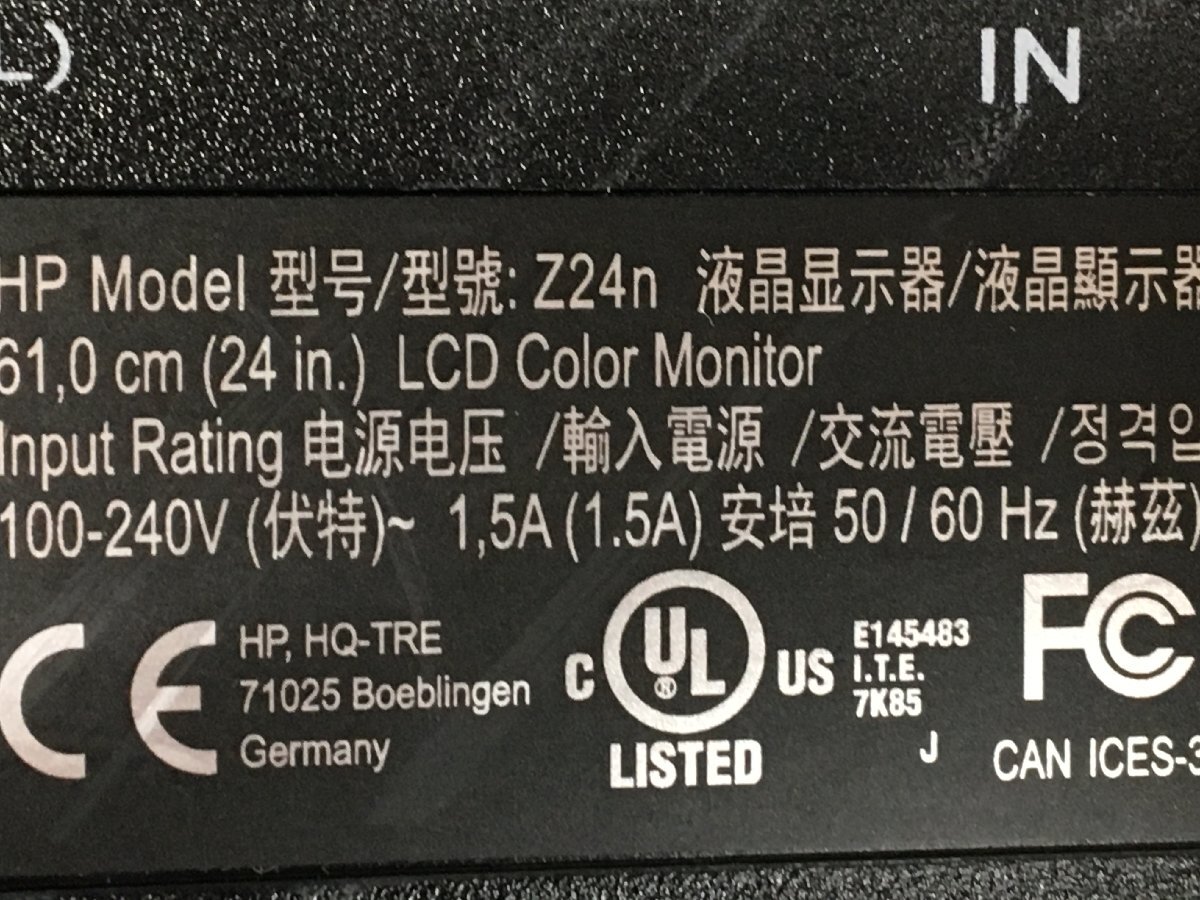 IN
HP Model 型号/型號: Z24n 液晶显示器/液晶顯示器
61,0 cm (24 in.) LCD Color Monitor
Input Rating 电源电压 /輸入電源 /交流電壓 /정격입
100-240V (伏特)~ 1,5A (1.5A) 安培 50 / 60 Hz (赫茲)
CE
HP, HQ-TRE
71025 Boeblingen
Germany
C UL® US
LISTED
E145483
I.T.E.
7K85
J
FC
CAN ICES-3